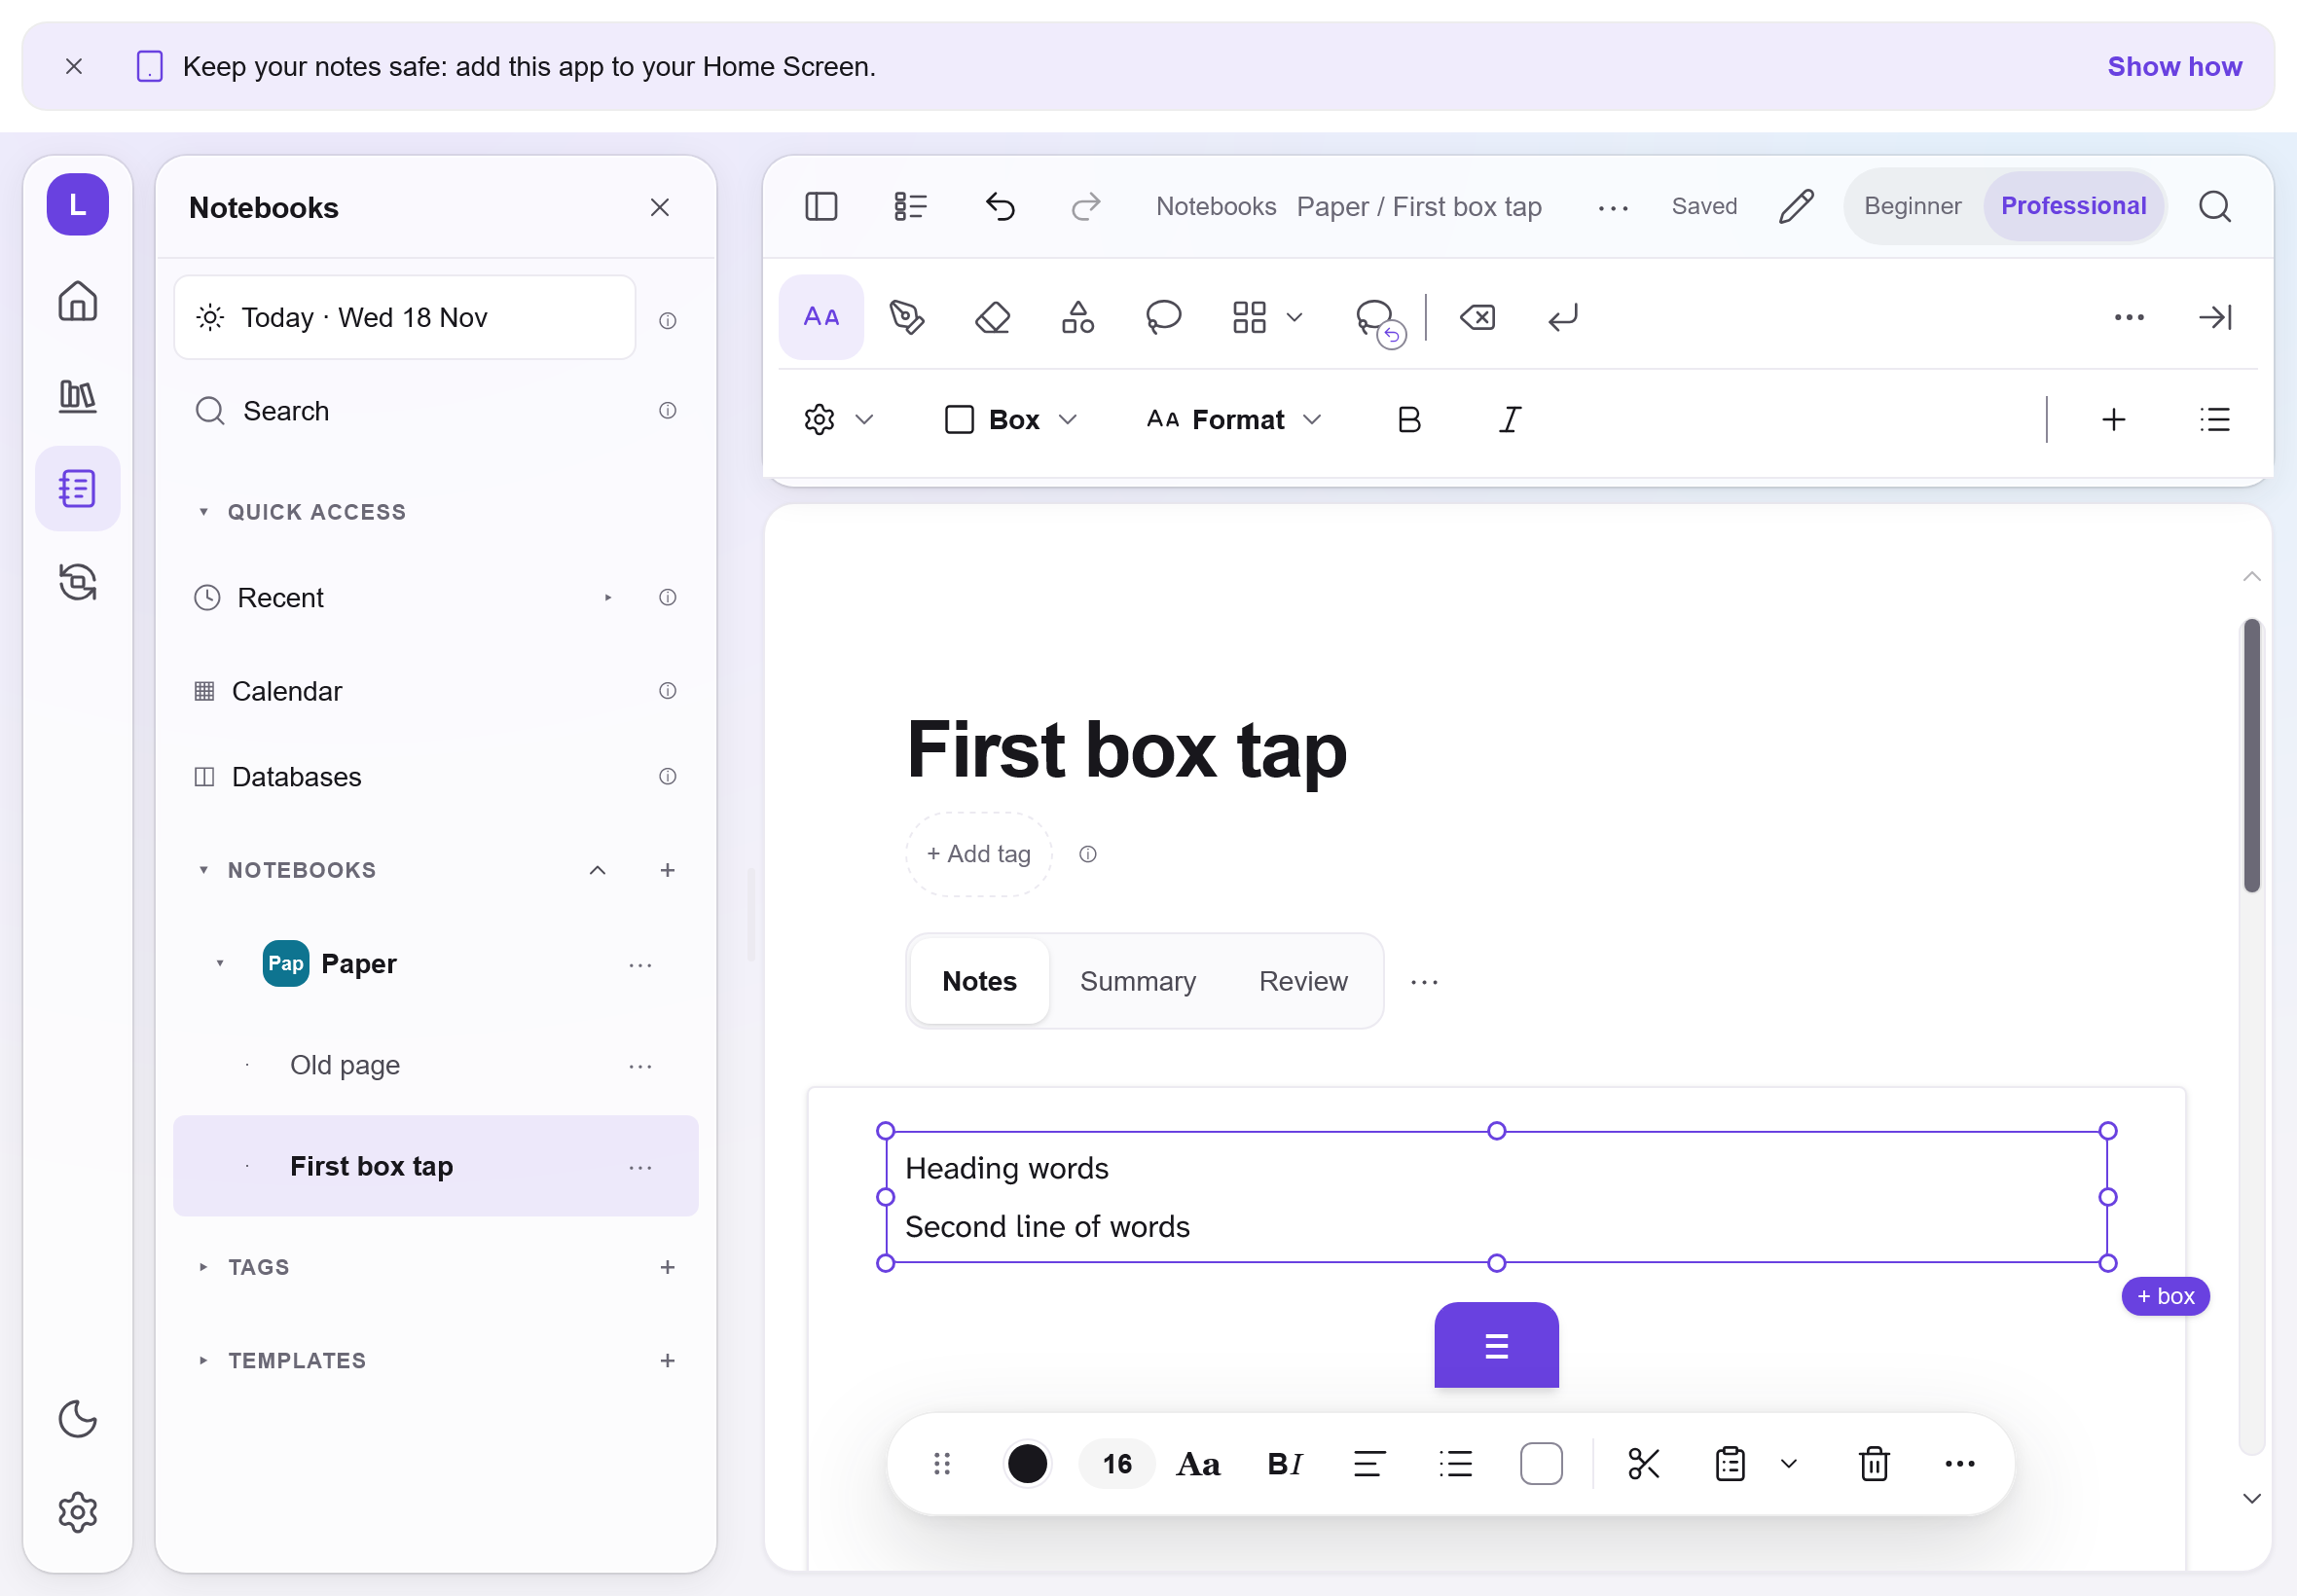 Keep your notes safe: add this app to your Home Screen.
Show how
L
Notebooks
Today · Wed 18 Nov
Search
QUICK ACCESS
Recent
Calendar
Databases
NOTEBOOKS
Pap Paper
Old page
First box tap
TAGS
TEMPLATES
Notebooks Paper / First box tap
Saved
Beginner Professional
Box
Aa Format
B I
First box tap
+ Add tag
Notes Summary Review
Heading words
Second line of words
+ box
16 Aa BI